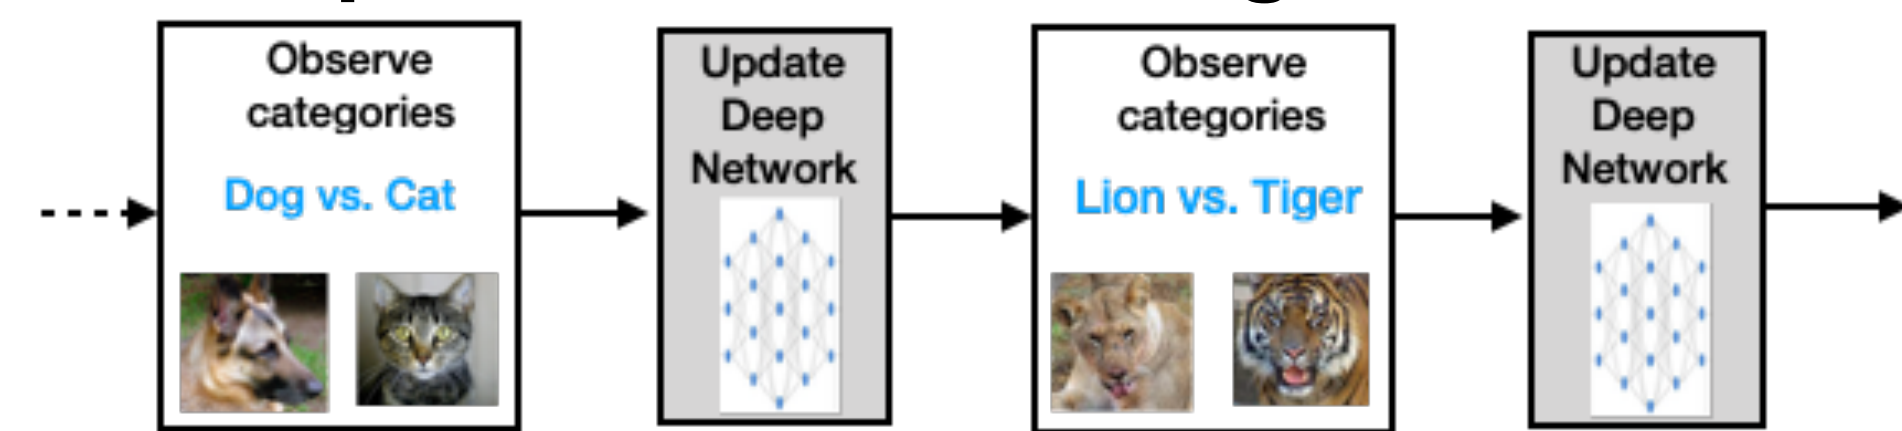 Observe
categories
Dog vs. Cat
Update
Deep
Network
Observe
categories
Lion vs. Tiger
Update
Deep
Network